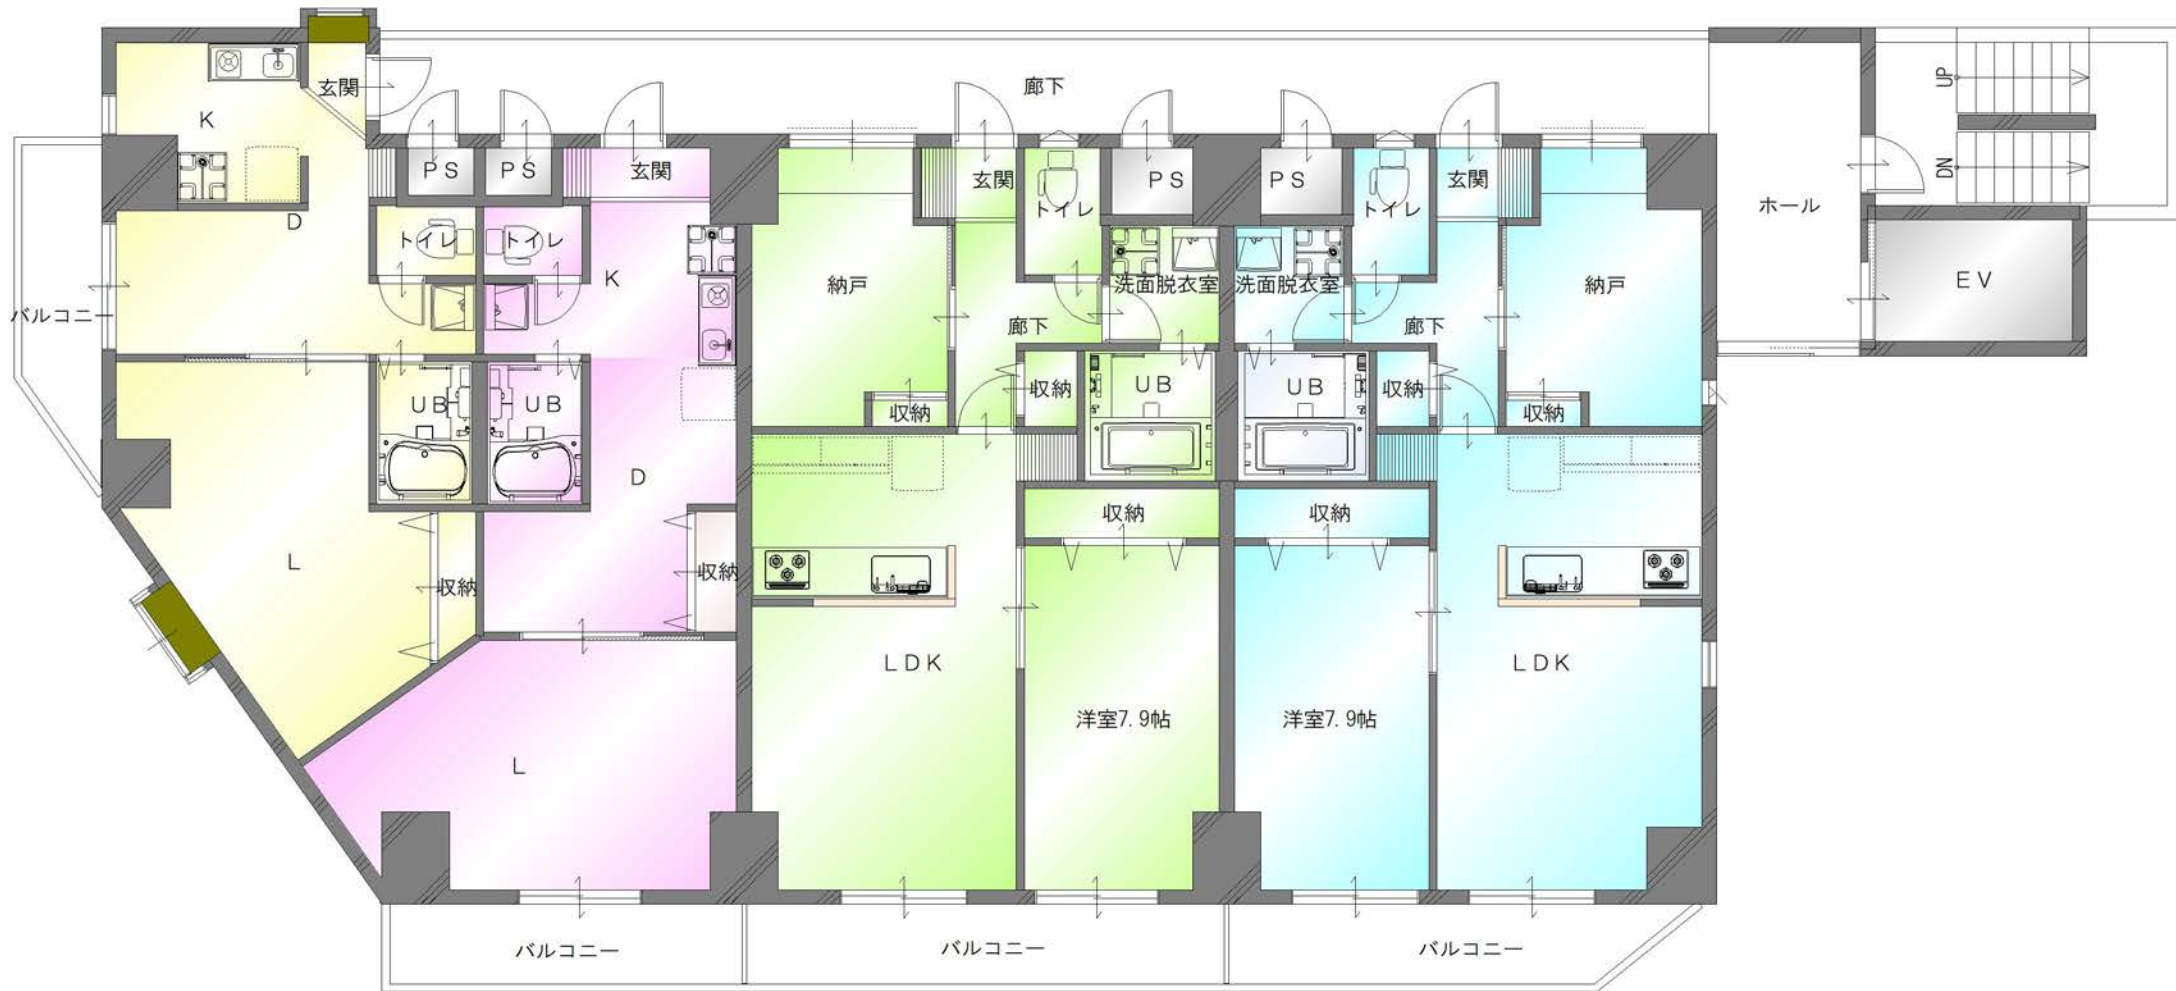 廊下
ホール
UP
DN
EV
玄関
K
D
バルコニー
トイレ
UB
L
収納
PS
PS
玄関
トイレ
K
UB
D
収納
L
バルコニー
玄関
トイレ
PS
納戸
洗面脱衣室
廊下
収納
収納
UB
収納
LDK
洋室7.9帖
バルコニー
PS
トイレ
玄関
洗面脱衣室
納戸
廊下
UB
収納
収納
収納
LDK
洋室7.9帖
バルコニー